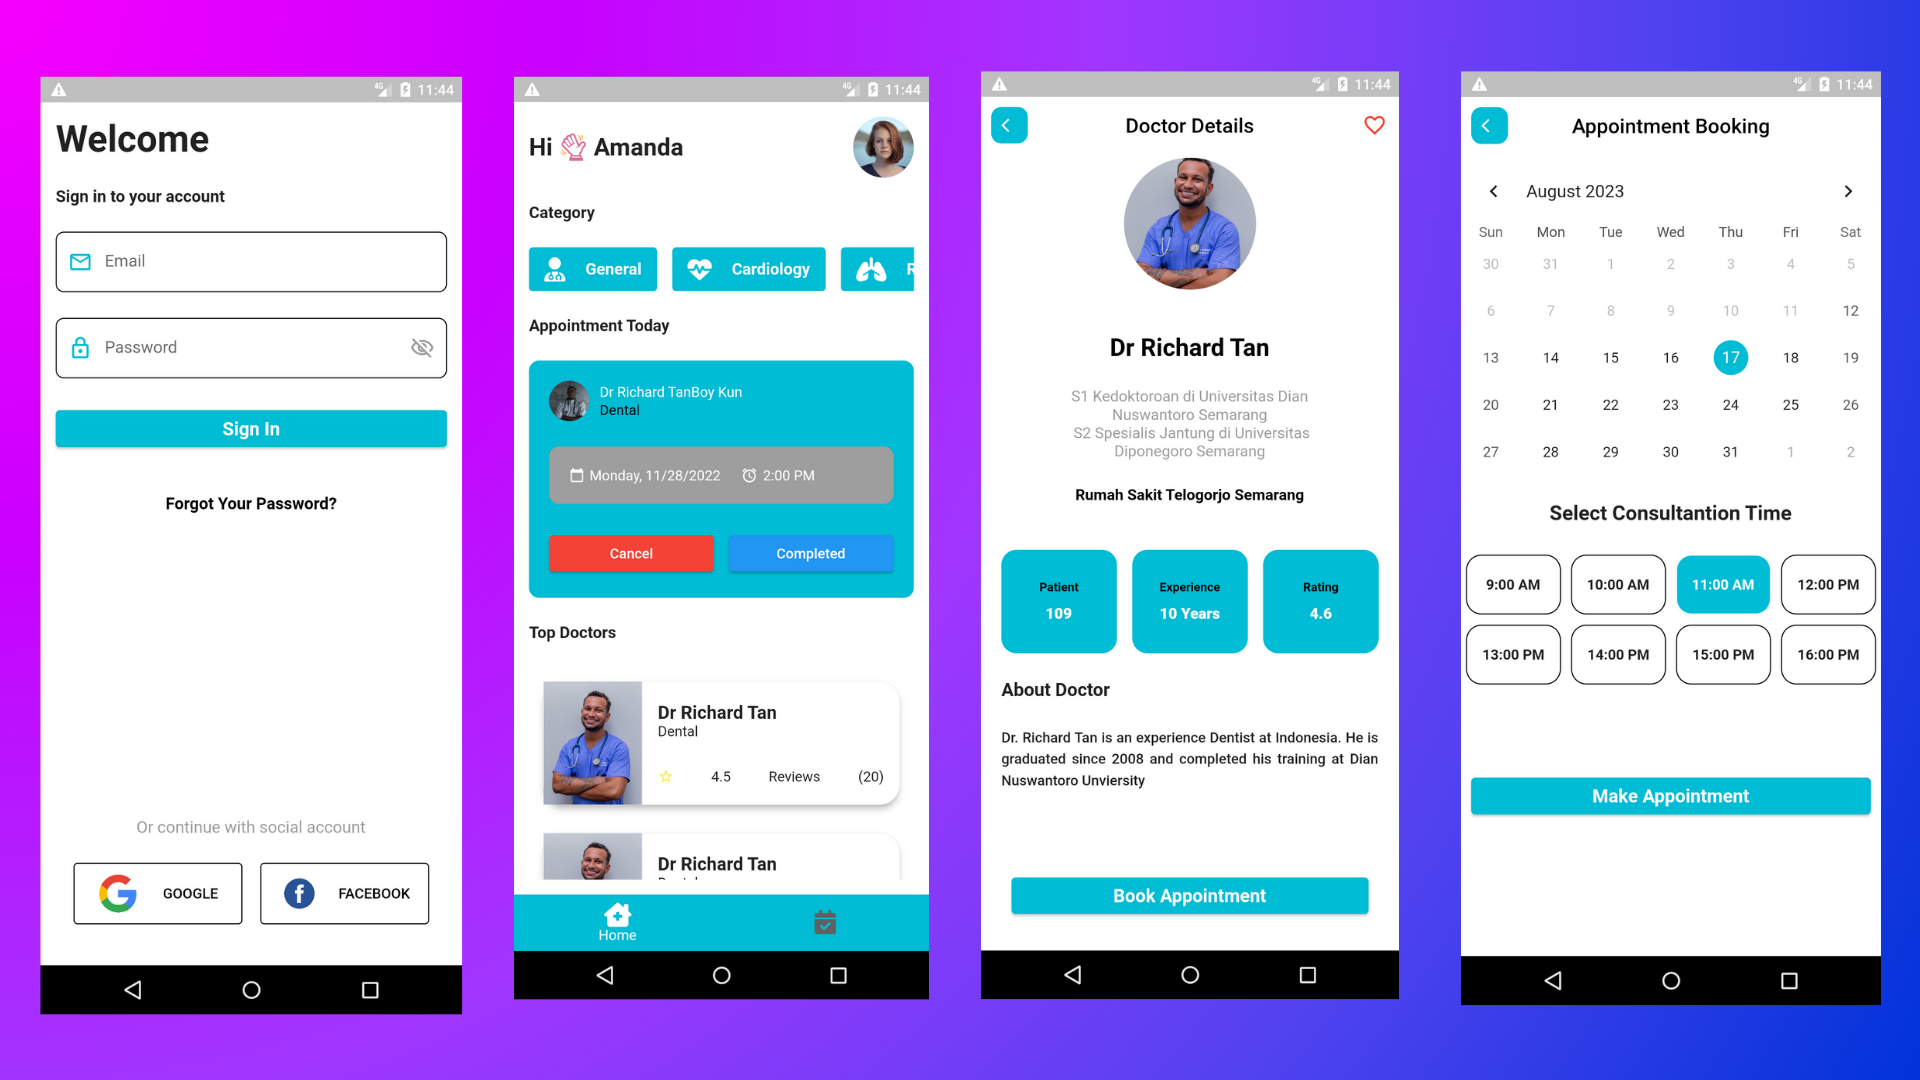 4G 11:44
Welcome
Sign in to your account
Email
Password
Sign In
Forgot Your Password?
Or continue with social account
GOOGLE
FACEBOOK
4G 11:44
Hi Amanda
Category
General
Cardiology
R
Appointment Today
Dr Richard TanBoy Kun
Dental
Monday, 11/28/2022 2:00 PM
Cancel
Completed
Top Doctors
Dr Richard Tan
Dental
4.5 Reviews (20)
Dr Richard Tan
Home
4G 11:44
Doctor Details
Dr Richard Tan
S1 Kedoktoroan di Universitas Dian
Nuswantoro Semarang
S2 Spesialis Jantung di Universitas
Diponegoro Semarang
Rumah Sakit Telogorjo Semarang
Patient
109
Experience
10 Years
Rating
4.6
About Doctor
Dr. Richard Tan is an experience Dentist at Indonesia. He is
graduated since 2008 and completed his training at Dian
Nuswantoro Unviersity
Book Appointment
4G 11:44
Appointment Booking
August 2023
Sun Mon Tue Wed Thu Fri Sat
30 31 1 2 3 4 5
6 7 8 9 10 11 12
13 14 15 16 17 18 19
20 21 22 23 24 25 26
27 28 29 30 31 1 2
Select Consultantion Time
9:00 AM 10:00 AM 11:00 AM 12:00 PM
13:00 PM 14:00 PM 15:00 PM 16:00 PM
Make Appointment